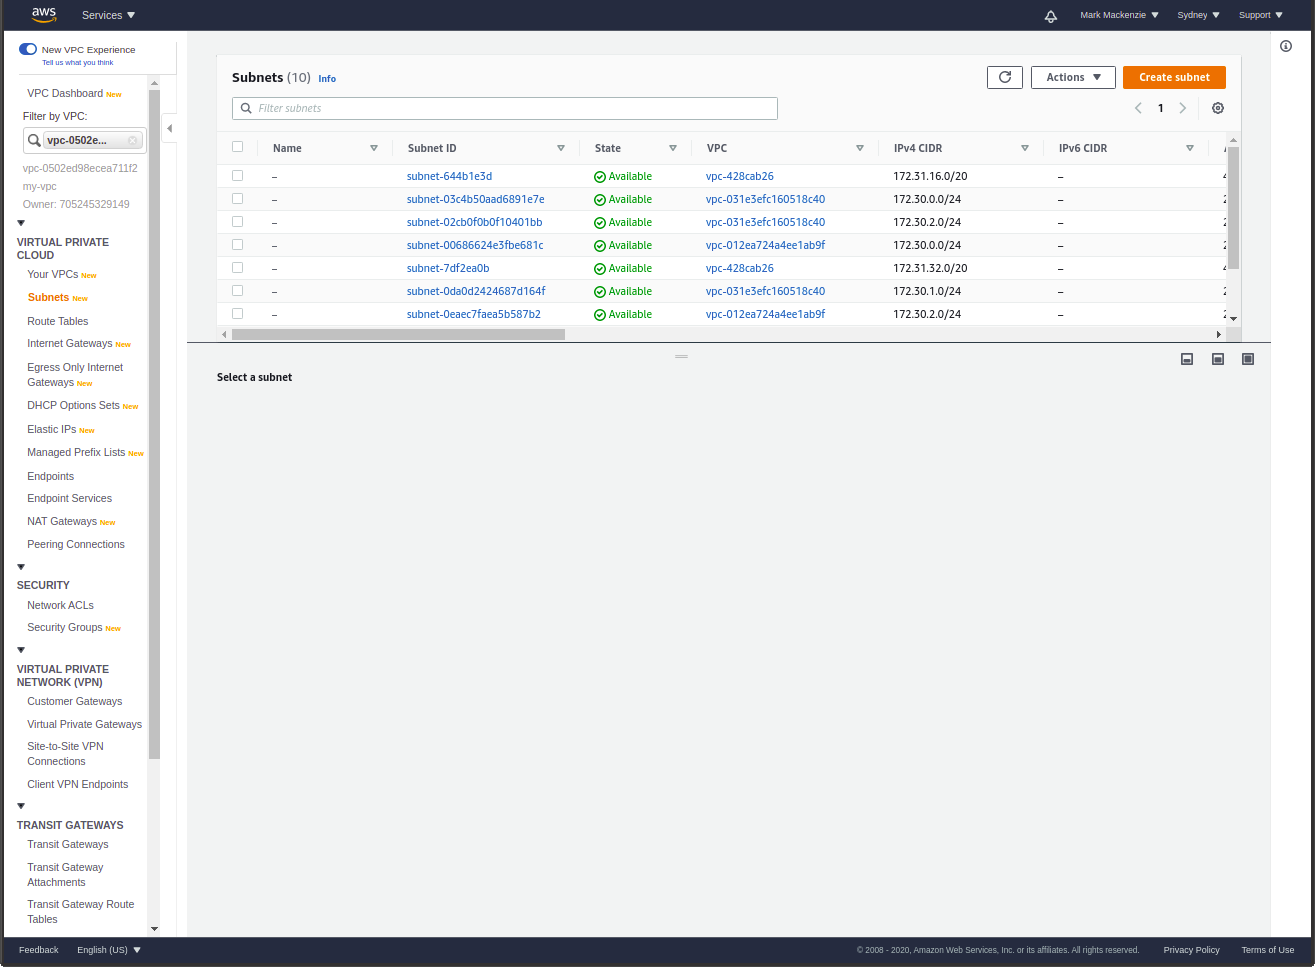 aws
Services
Mark Mackenzie
Sydney
Support
New VPC Experience
Tell us what you think
VPC Dashboard New
Filter by VPC:
vpc-0502e...
vpc-0502ed98ecea711f2
my-vpc
Owner: 705245329149
VIRTUAL PRIVATE
CLOUD
Your VPCs New
Subnets New
Route Tables
Internet Gateways New
Egress Only Internet
Gateways New
DHCP Options Sets New
Elastic IPs New
Managed Prefix Lists New
Endpoints
Endpoint Services
NAT Gateways New
Peering Connections
SECURITY
Network ACLs
Security Groups New
VIRTUAL PRIVATE
NETWORK (VPN)
Customer Gateways
Virtual Private Gateways
Site-to-Site VPN
Connections
Client VPN Endpoints
TRANSIT GATEWAYS
Transit Gateways
Transit Gateway
Attachments
Transit Gateway Route
Tables
Subnets (10) Info
Actions
Create subnet
Filter subnets
1
Name Subnet ID State VPC IPv4 CIDR IPv6 CIDR
– subnet-644b1e3d Available vpc-428cab26 172.31.16.0/20 –
– subnet-03c4b50aad6891e7e Available vpc-031e3efc160518c40 172.30.0.0/24 –
– subnet-02cb0f0b0f10401bb Available vpc-031e3efc160518c40 172.30.2.0/24 –
– subnet-00686624e3fbe681c Available vpc-012ea724a4ee1ab9f 172.30.0.0/24 –
– subnet-7df2ea0b Available vpc-428cab26 172.31.32.0/20 –
– subnet-0da0d2424687d164f Available vpc-031e3efc160518c40 172.30.1.0/24 –
– subnet-0eaec7faea5b587b2 Available vpc-012ea724a4ee1ab9f 172.30.2.0/24 –
Select a subnet
Feedback
English (US)
© 2008 - 2020, Amazon Web Services, Inc. or its affiliates. All rights reserved.
Privacy Policy
Terms of Use